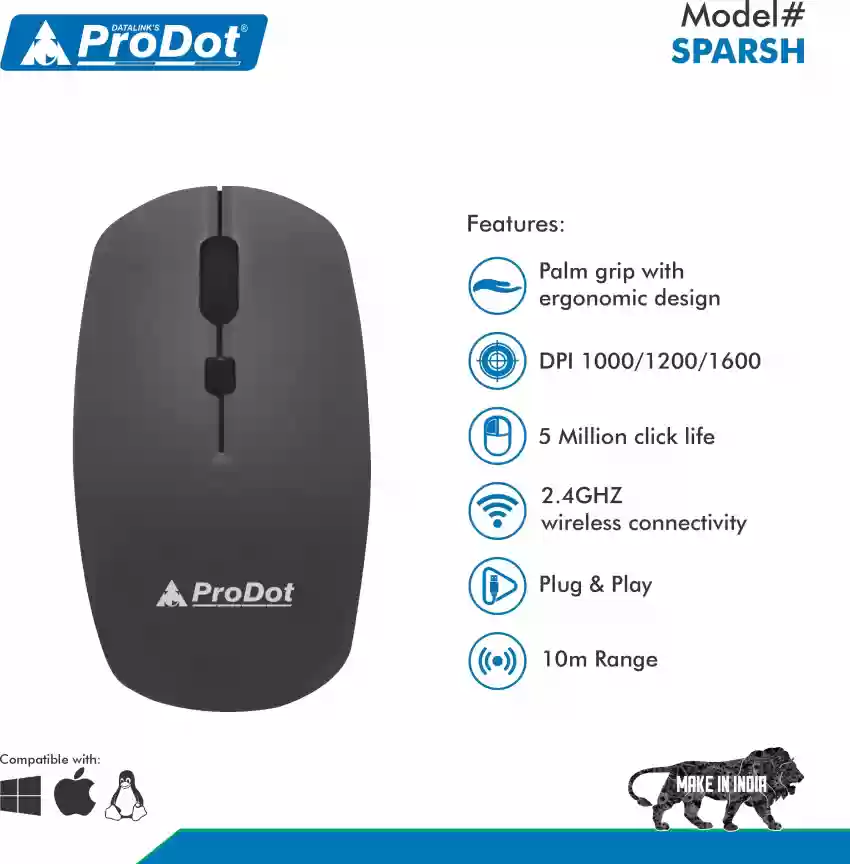 DATALINK'S
ProDot®
Model#
SPARSH
Features:
Palm grip with
ergonomic design
DPI 1000/1200/1600
5 Million click life
2.4GHZ
wireless connectivity
Plug & Play
10m Range
ProDot
Compatible with:
MAKE IN INDIA